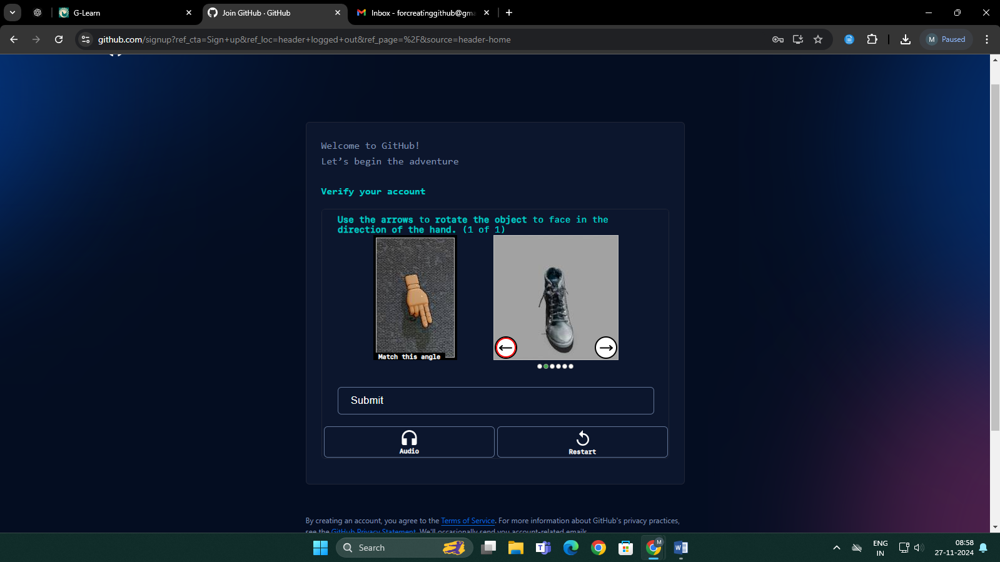 G-Learn
Join GitHub · GitHub
Inbox - forcreatinggithub@gma
github.com/signup?ref_cta=Sign+up&ref_loc=header+logged+out&ref_page=%2F&source=header-home
M Paused
Welcome to GitHub!
Let’s begin the adventure
Verify your account
Use the arrows to rotate the object to face in the
direction of the hand. (1 of 1)
Match this angle
Submit
Audio
Restart
By creating an account, you agree to the Terms of Service. For more information about GitHub's privacy practices,
see the GitHub Privacy Statement. We'll occasionally send you account-related emails.
Search
M
ENG
IN
08:58
27-11-2024